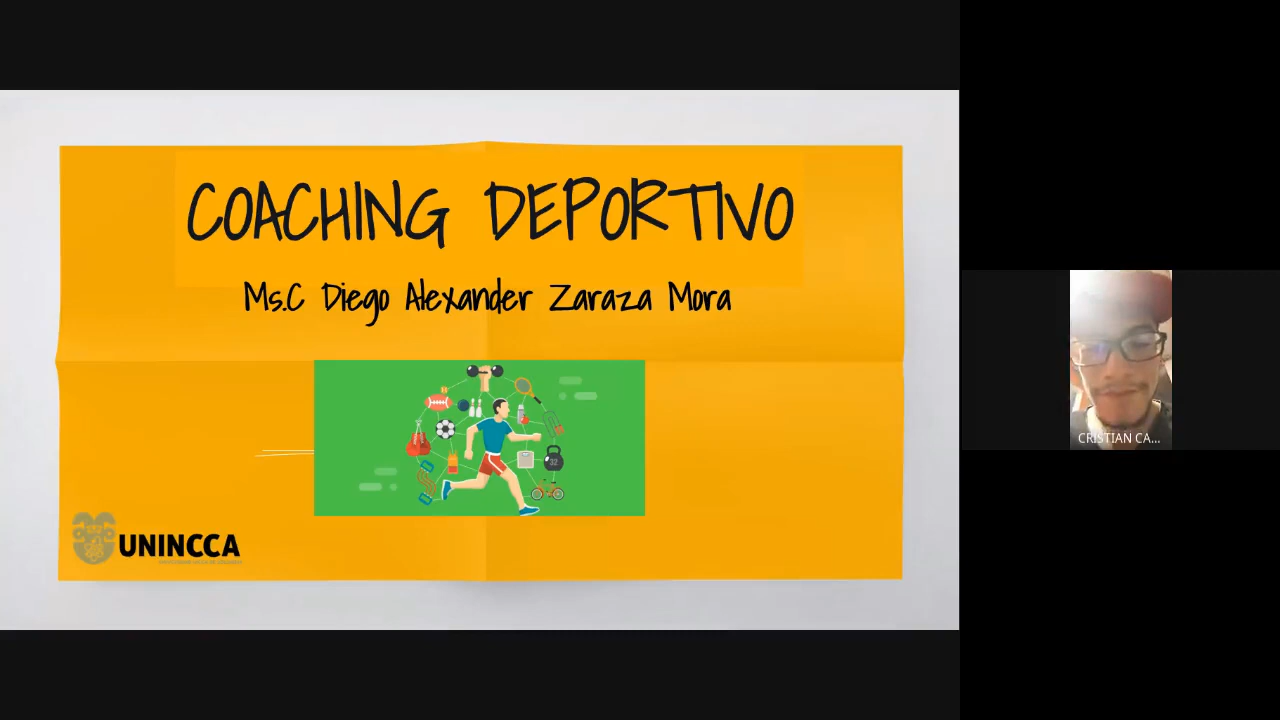 COACHING DEPORTIVO
Ms.C Diego Alexander Zaraza Mora
UNINCCA
CRISTIAN CA...